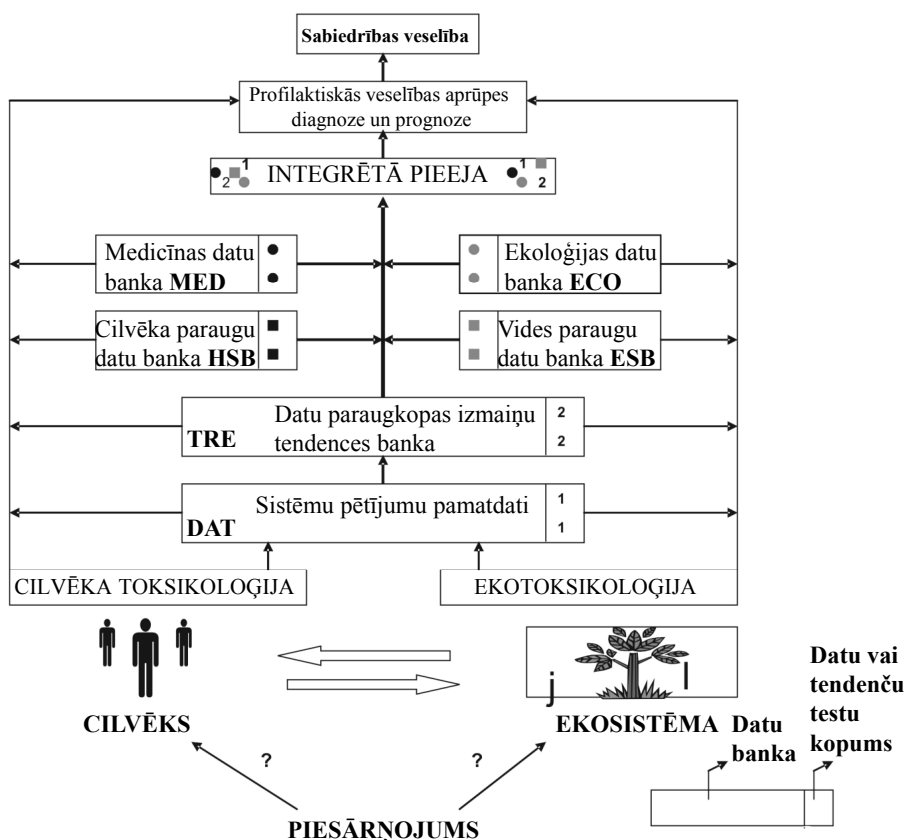 Sabiedrības veselība
Profilaktiskās veselības aprūpes
diagnoze un prognoze
1
2
INTEGRĒTĀ PIEEJA
1
2
Medicīnas datu
banka MED
Ekoloģijas datu
banka ECO
Cilvēka paraugu
datu banka HSB
Vides paraugu
datu banka ESB
TRE
Datu paraugkopas izmaiņu
tendences banka
2
2
DAT
Sistēmu pētījumu pamatdati
1
1
CILVĒKA TOKSIKOLOĢIJA
EKOTOKSIKOLOĢIJA
j
l
CILVĒKS
EKOSISTĒMA
Datu
banka
Datu vai
tendenču
testu
kopums
?
?
PIESĀRŅOJUMS